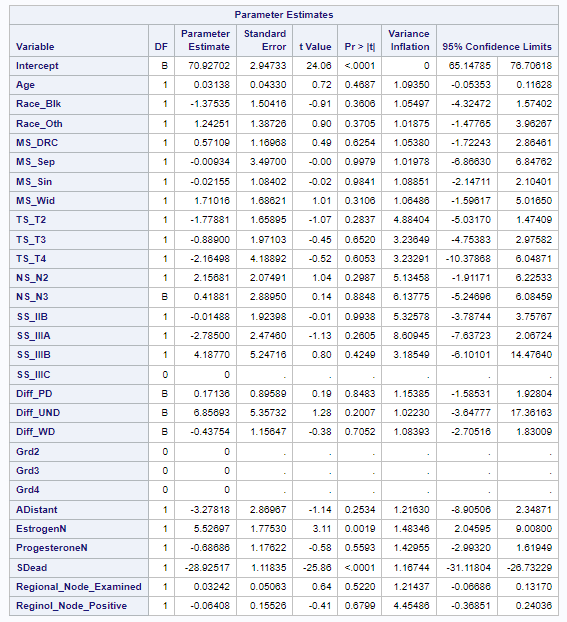 Parameter Estimates
Variable DF Parameter Estimate Standard Error t Value Pr > |t| Variance Inflation 95% Confidence Limits
Intercept B 70.92702 2.94733 24.06 <.0001 0 65.14785 76.70618
Age 1 0.03138 0.04330 0.72 0.4687 1.09350 -0.05353 0.11628
Race_Blk 1 -1.37535 1.50416 -0.91 0.3606 1.05497 -4.32472 1.57402
Race_Oth 1 1.24251 1.38726 0.90 0.3705 1.01875 -1.47765 3.96267
MS_DRC 1 0.57109 1.16968 0.49 0.6254 1.05380 -1.72243 2.86461
MS_Sep 1 -0.00934 3.49700 -0.00 0.9979 1.01978 -6.86630 6.84762
MS_Sin 1 -0.02155 1.08402 -0.02 0.9841 1.08851 -2.14711 2.10401
MS_Wid 1 1.71016 1.68621 1.01 0.3106 1.06486 -1.59617 5.01650
TS_T2 1 -1.77881 1.65895 -1.07 0.2837 4.88404 -5.03170 1.47409
TS_T3 1 -0.88900 1.97103 -0.45 0.6520 3.23649 -4.75383 2.97582
TS_T4 1 -2.16498 4.18892 -0.52 0.6053 3.23291 -10.37868 6.04871
NS_N2 1 2.15681 2.07491 1.04 0.2987 5.13458 -1.91171 6.22533
NS_N3 B 0.41881 2.88950 0.14 0.8848 6.13775 -5.24696 6.08459
SS_IIB 1 -0.01488 1.92398 -0.01 0.9938 5.32578 -3.78744 3.75767
SS_IIIA 1 -2.78500 2.47460 -1.13 0.2605 8.60945 -7.63723 2.06724
SS_IIIB 1 4.18770 5.24716 0.80 0.4249 3.18549 -6.10101 14.47640
SS_IIIC 0 0 . . . . . .
Diff_PD B 0.17136 0.89589 0.19 0.8483 1.15385 -1.58531 1.92804
Diff_UND B 6.85693 5.35732 1.28 0.2007 1.02230 -3.64777 17.36163
Diff_WD B -0.43754 1.15647 -0.38 0.7052 1.08393 -2.70516 1.83009
Grd2 0 0 . . . . . .
Grd3 0 0 . . . . . .
Grd4 0 0 . . . . . .
ADistant 1 -3.27818 2.86967 -1.14 0.2534 1.21630 -8.90506 2.34871
EstrogenN 1 5.52697 1.77530 3.11 0.0019 1.48346 2.04595 9.00800
ProgesteroneN 1 -0.68686 1.17622 -0.58 0.5593 1.42955 -2.99320 1.61949
SDead 1 -28.92517 1.11835 -25.86 <.0001 1.16744 -31.11804 -26.73229
Regional_Node_Examined 1 0.03242 0.05063 0.64 0.5220 1.21437 -0.06686 0.13170
Reginol_Node_Positive 1 -0.06408 0.15526 -0.41 0.6799 4.45486 -0.36851 0.24036